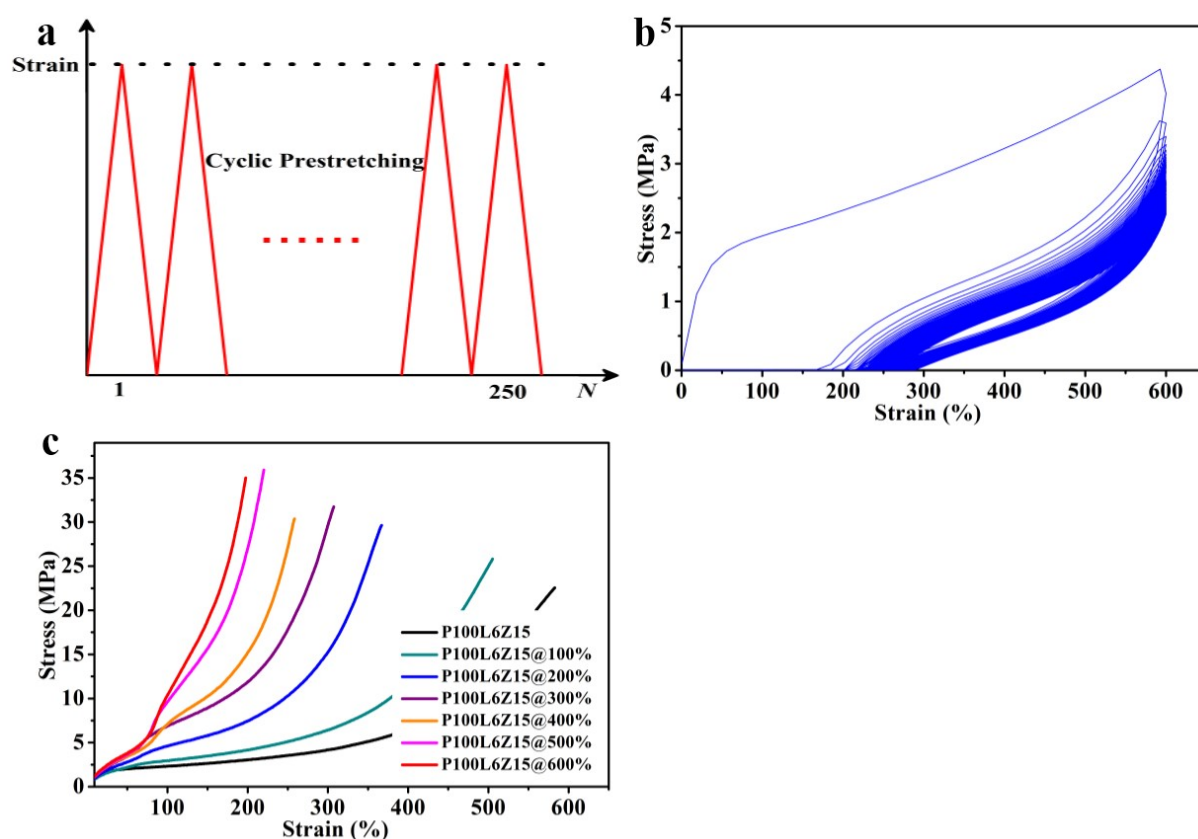 a
Strain
Cyclic Prestretching
1
250
N
b
Stress (MPa)
5
4
3
2
1
0
0
100
200
300
400
500
600
Strain (%)
c
Stress (MPa)
35
30
25
20
15
10
5
0
100
200
300
400
500
600
Strain (%)
P100L6Z15
P100L6Z15@100%
P100L6Z15@200%
P100L6Z15@300%
P100L6Z15@400%
P100L6Z15@500%
P100L6Z15@600%